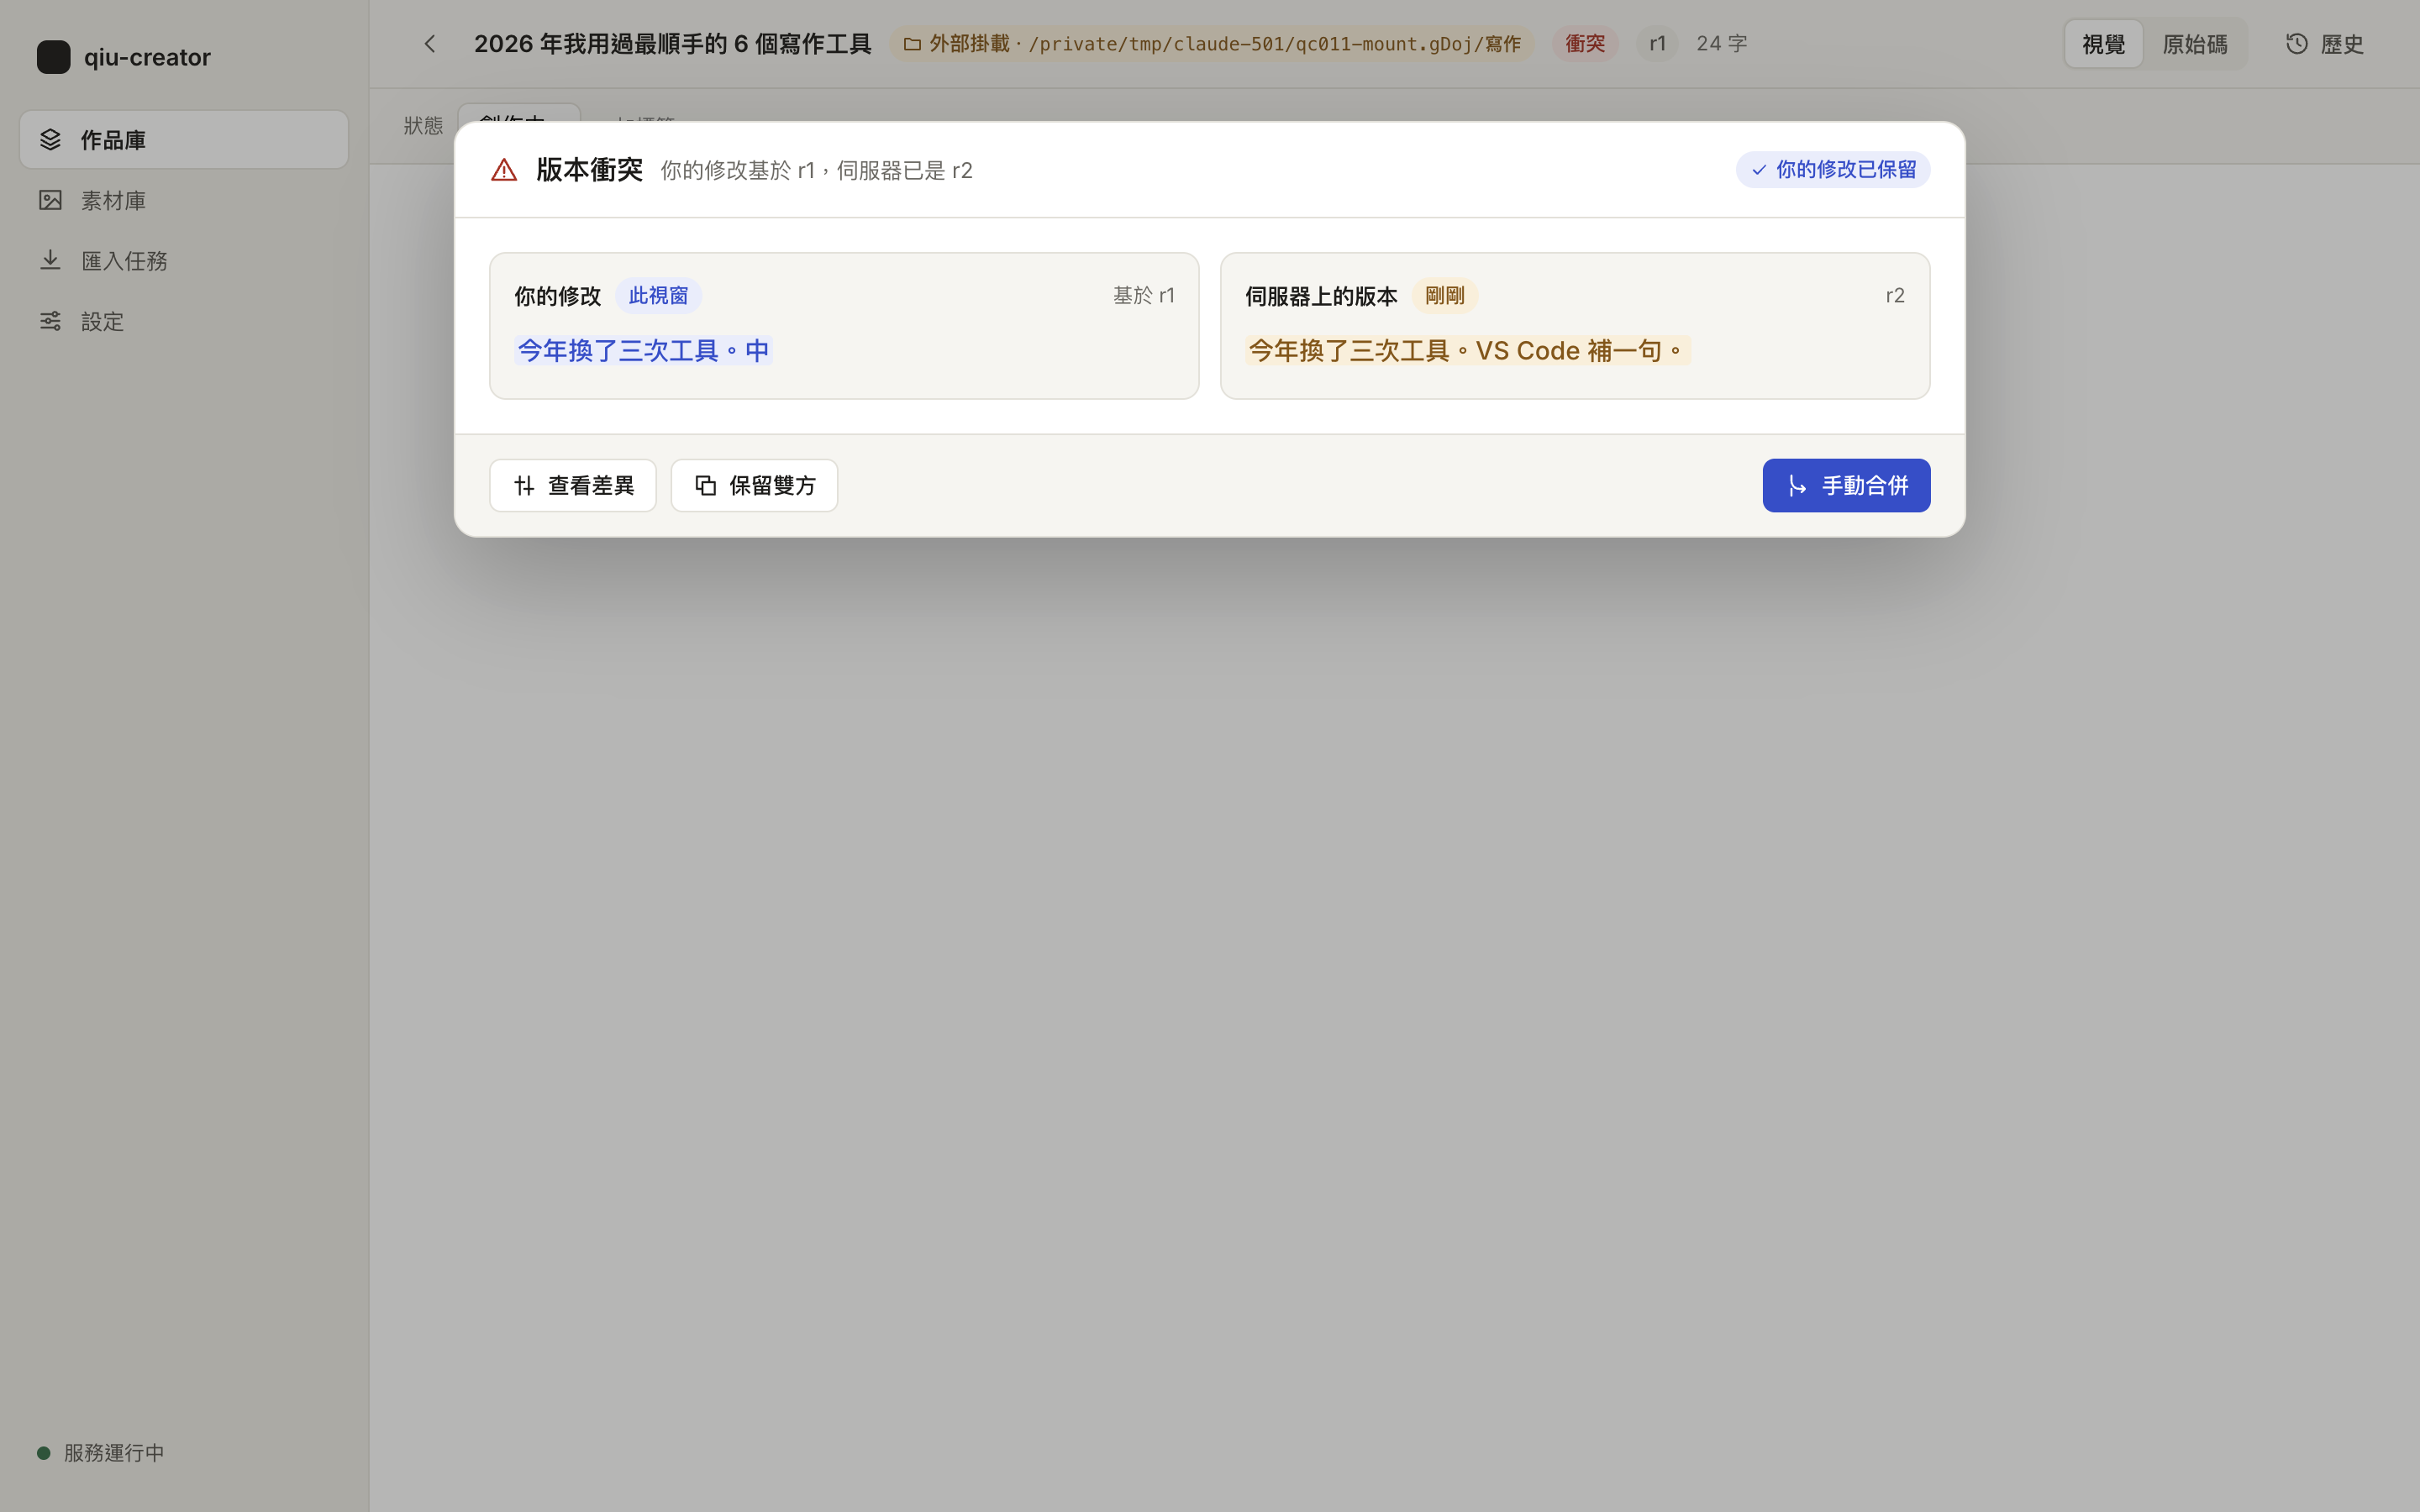 qiu-creator
作品庫
素材庫
匯入任務
設定
服務運行中
2026 年我用過最順手的 6 個寫作工具
外部掛載 · /private/tmp/claude-501/qc011-mount.gDoj/寫作
衝突
r1
24 字
視覺
原始碼
歷史
狀態
版本衝突
你的修改基於 r1，伺服器已是 r2
你的修改已保留
你的修改
此視窗
基於 r1
今年換了三次工具。中
伺服器上的版本
剛剛
r2
今年換了三次工具。VS Code 補一句。
查看差異
保留雙方
手動合併